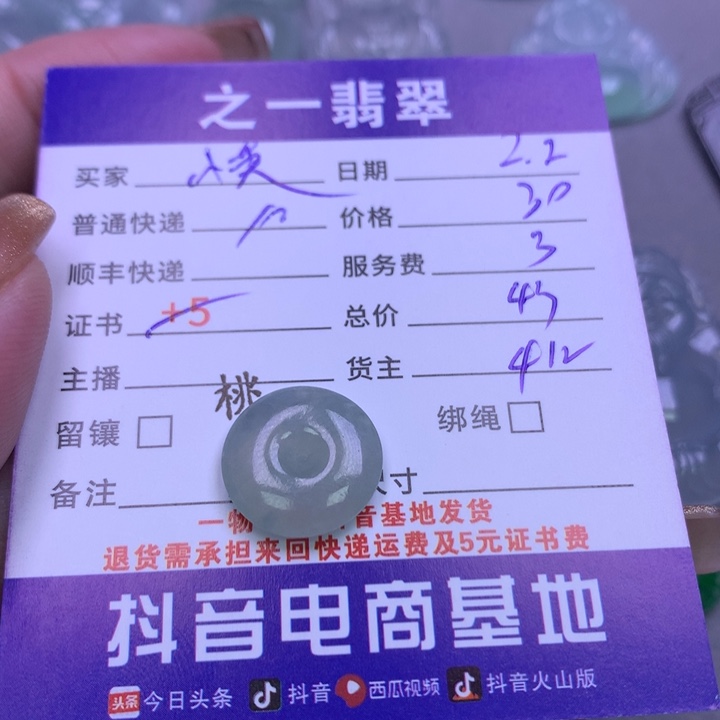 之一翡翠
买家 日期 2.2
普通快递 价格 30
顺丰快递 服务费 3
证书 +5 总价 45
主播 桃 货主 412
留镶 绑绳
备注 寸
一物 音基地发货
退货需承担来回快递运费及5元证书费
抖音电商基地
头条 今日头条 抖音 西瓜视频 抖音火山版